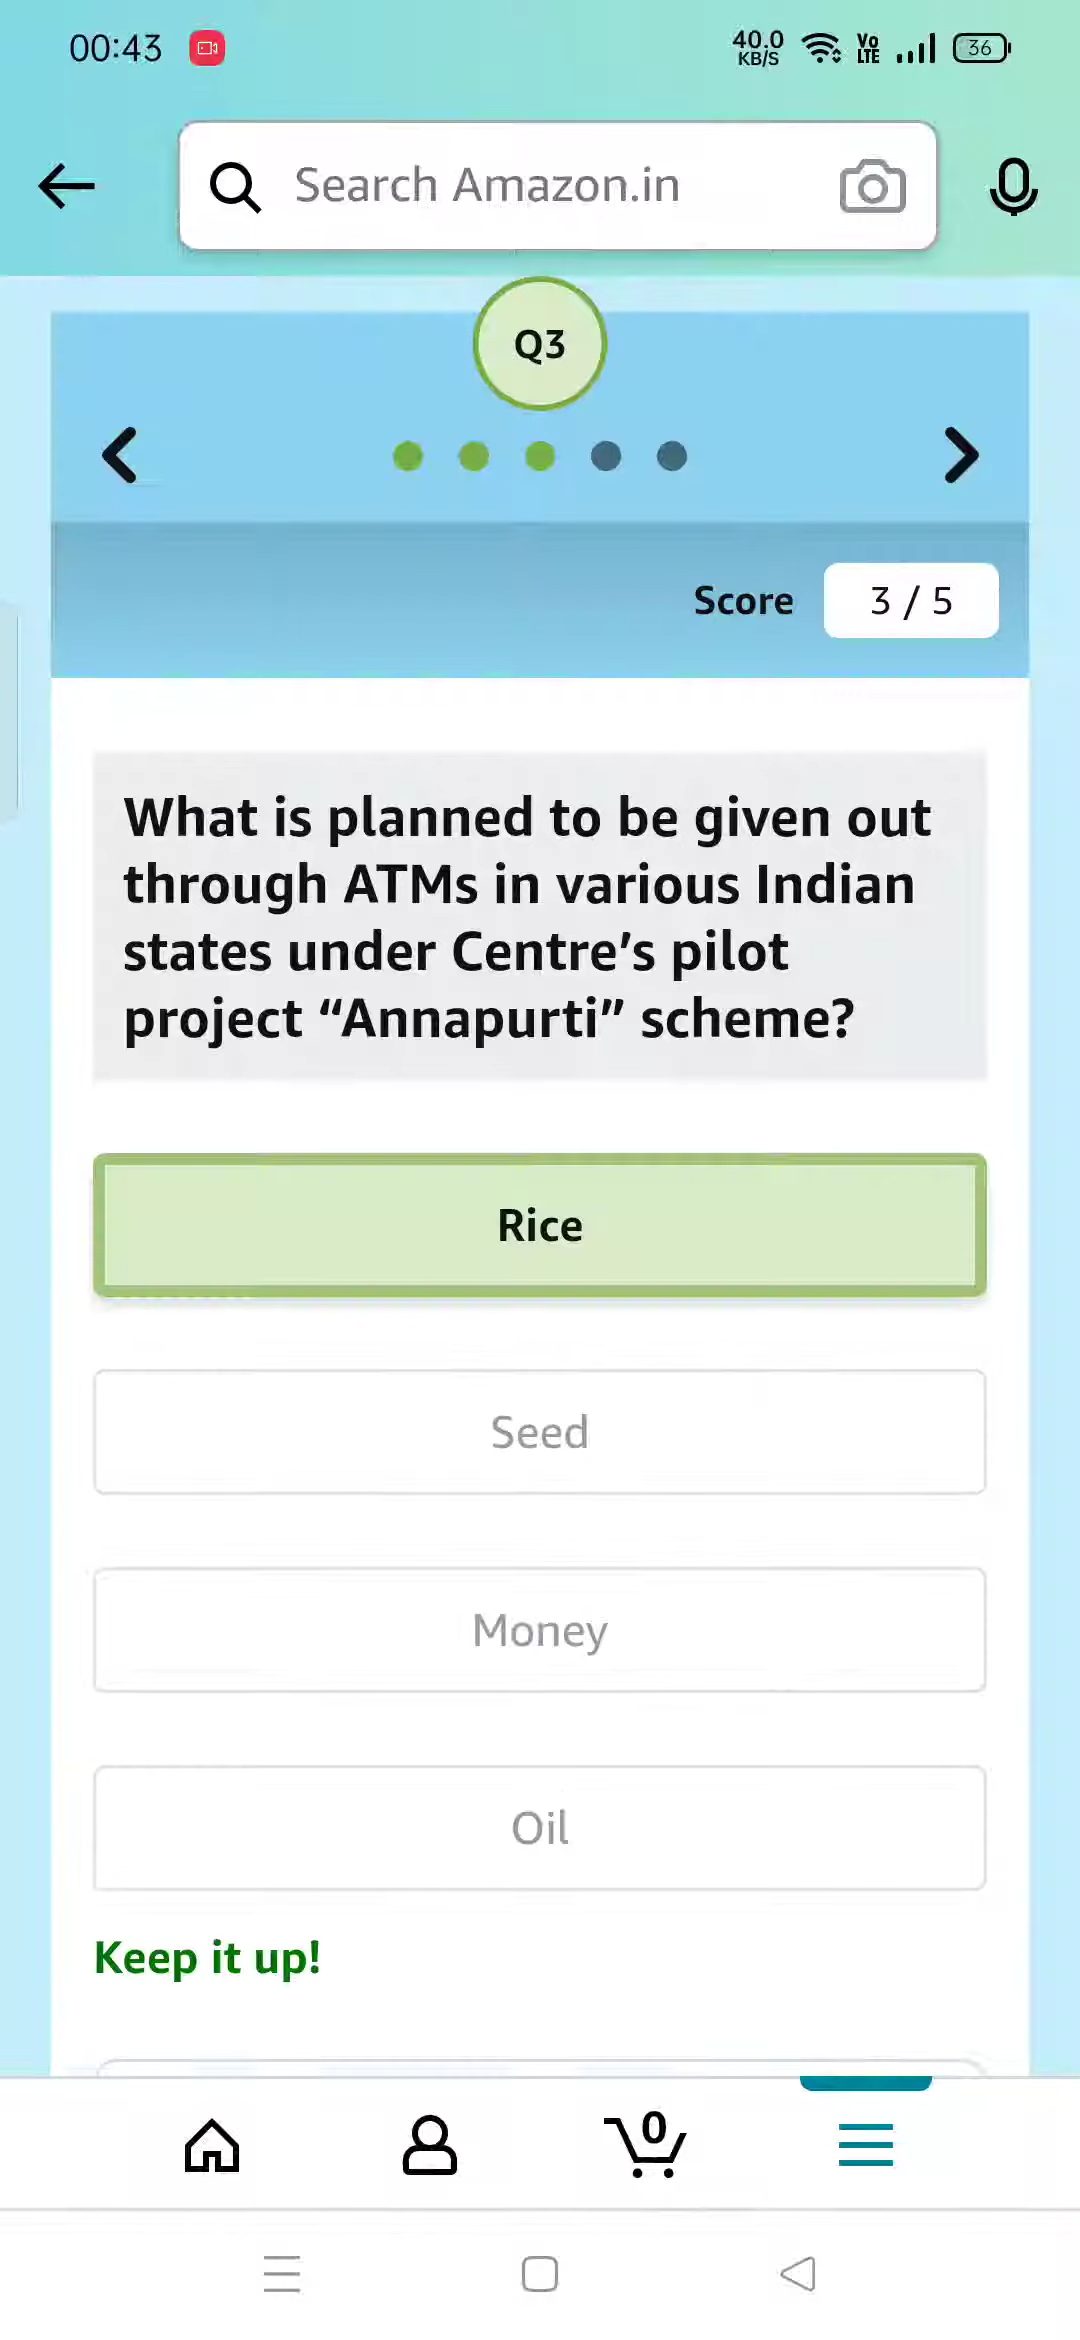 00:43
40.0
KB/S
Vo
LTE
36
Search Amazon.in
Q3
Score
3 / 5
What is planned to be given out
through ATMs in various Indian
states under Centre’s pilot
project “Annapurti” scheme?
Rice
Seed
Money
Oil
Keep it up!
0